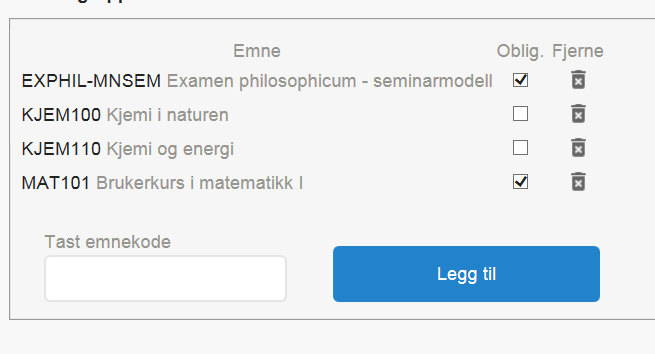 Emne Oblig. Fjerne
EXPHIL-MNSEM Examen philosophicum - seminarmodell
KJEM100 Kjemi i naturen
KJEM110 Kjemi og energi
MAT101 Brukerkurs i matematikk I
Tast emnekode
Legg til